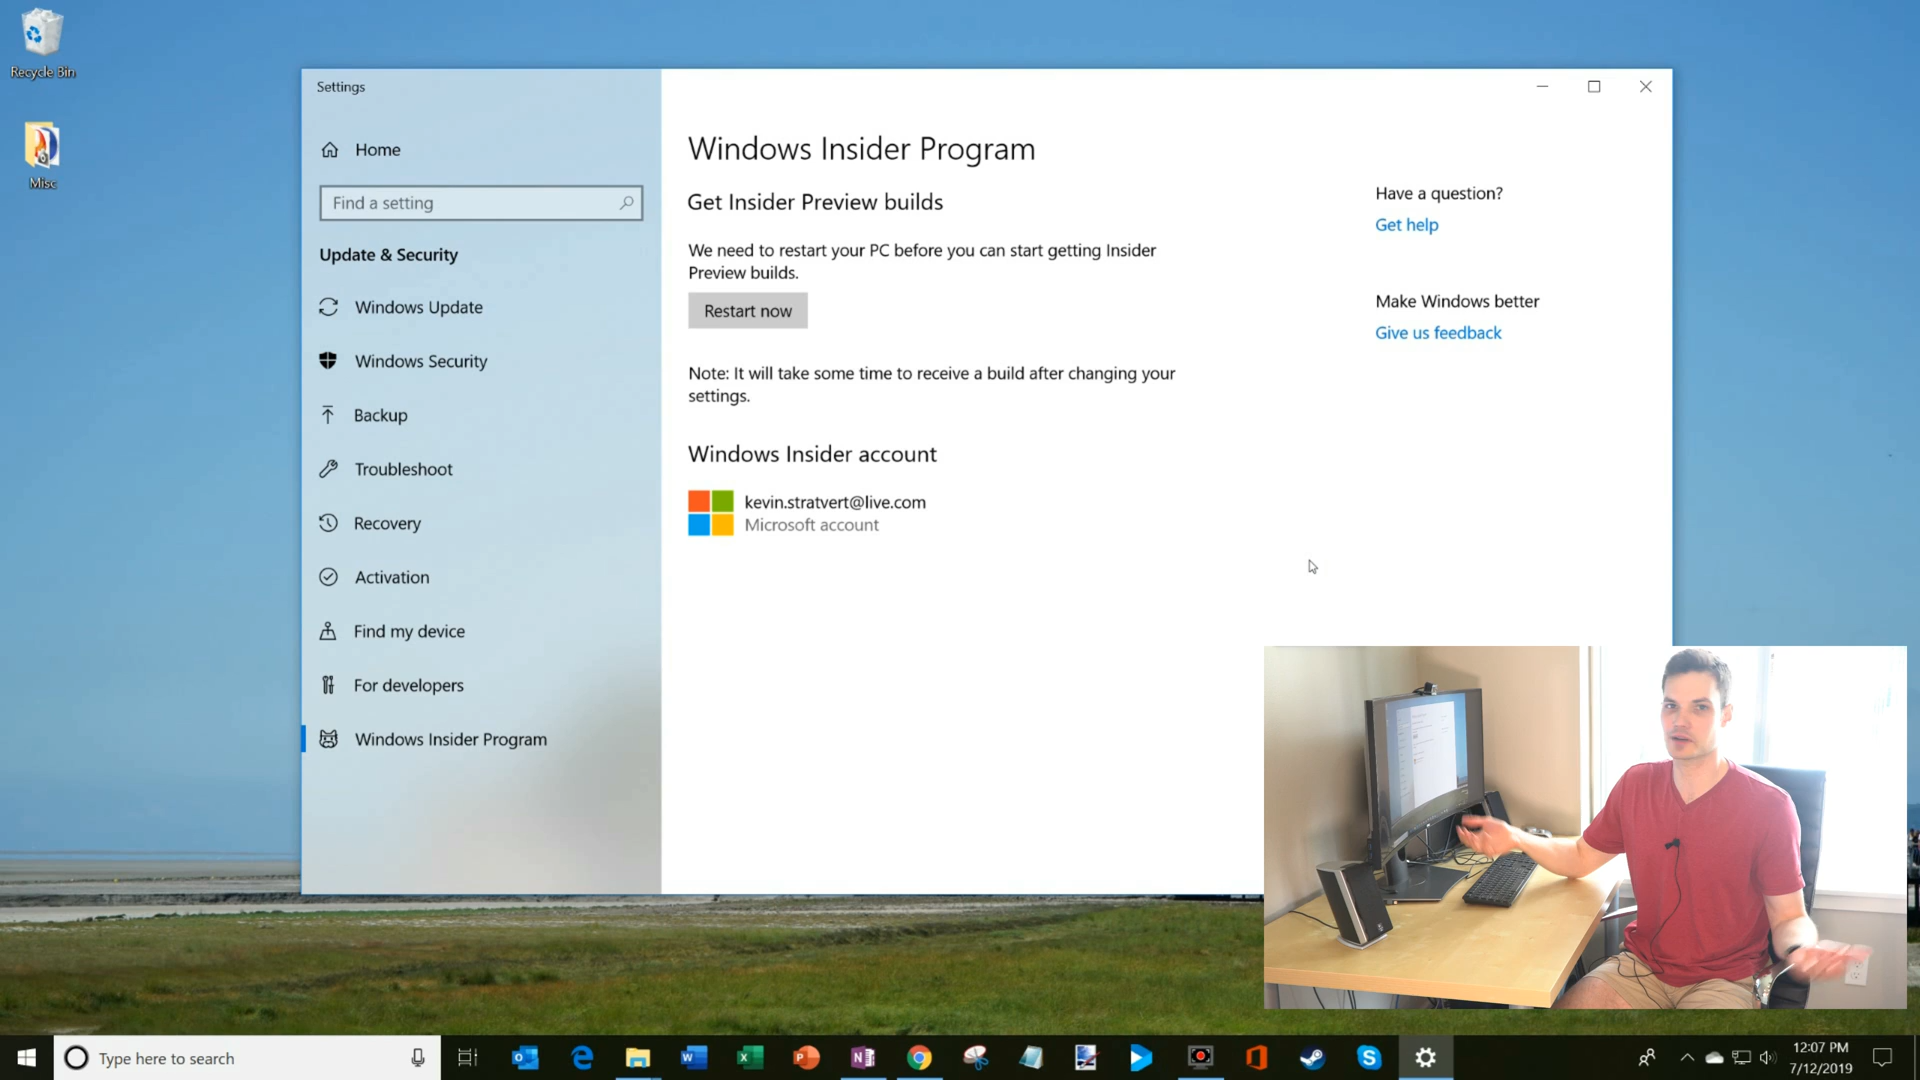 Recycle Bin
Misc
Settings
Home
Find a setting
Update & Security
Windows Update
Windows Security
Backup
Troubleshoot
Recovery
Activation
Find my device
For developers
Windows Insider Program
Windows Insider Program
Get Insider Preview builds
We need to restart your PC before you can start getting Insider
Preview builds.
Restart now
Note: It will take some time to receive a build after changing your
settings.
Windows Insider account
kevin.stratvert@live.com
Microsoft account
Have a question?
Get help
Make Windows better
Give us feedback
Type here to search
12:07 PM
7/12/2019